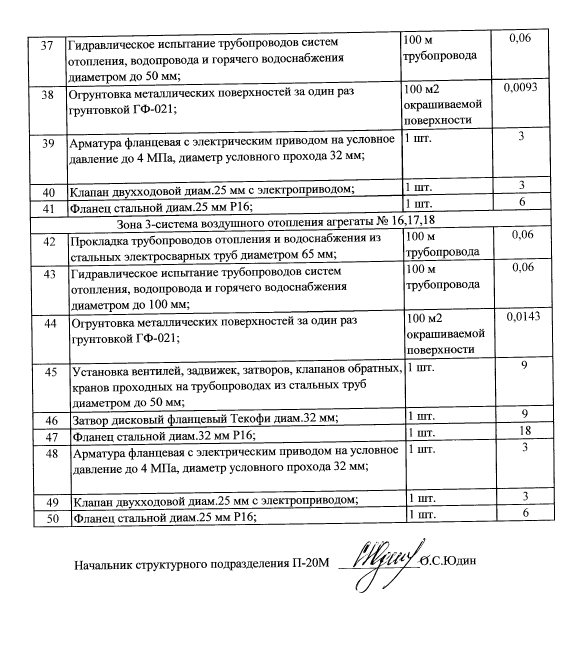 37 Гидравлическое испытание трубопроводов систем 100 м 0,06
отопления, водопровода и горячего водоснабжения трубопровода
диаметром до 50 мм;
38 Огрунтовка металлических поверхностей за один раз 100 м2 0,0093
грунтовкой ГФ-021; окрашиваемой
поверхности
39 Арматура фланцевая с электрическим приводом на условное 1 шт. 3
давление до 4 МПа, диаметр условного прохода 32 мм;
40 Клапан двухходовой диам.25 мм с электроприводом; 1 шт. 3
41 Фланец стальной диам.25 мм Р16; 1 шт. 6
Зона 3-система воздушного отопления агрегаты № 16,17,18
42 Прокладка трубопроводов отопления и водоснабжения из 100 м 0,06
стальных электросварных труб диаметром 65 мм; трубопровода
43 Гидравлическое испытание трубопроводов систем 100 м 0,06
отопления, водопровода и горячего водоснабжения трубопровода
диаметром до 100 мм;
44 Огрунтовка металлических поверхностей за один раз 100 м2 0,0143
грунтовкой ГФ-021; окрашиваемой
поверхности
45 Установка вентилей, задвижек, затворов, клапанов обратных, 1 шт. 9
кранов проходных на трубопроводах из стальных труб
диаметром до 50 мм;
46 Затвор дисковый фланцевый Текофи диам.32 мм; 1 шт. 9
47 Фланец стальной диам.32 мм Р16; 1 шт. 18
48 Арматура фланцевая с электрическим приводом на условное 1 шт. 3
давление до 4 МПа, диаметр условного прохода 32 мм;
49 Клапан двухходовой диам.25 мм с электроприводом; 1 шт. 3
50 Фланец стальной диам.25 мм Р16; 1 шт. 6
Начальник структурного подразделения П-20М О.С.Юдин